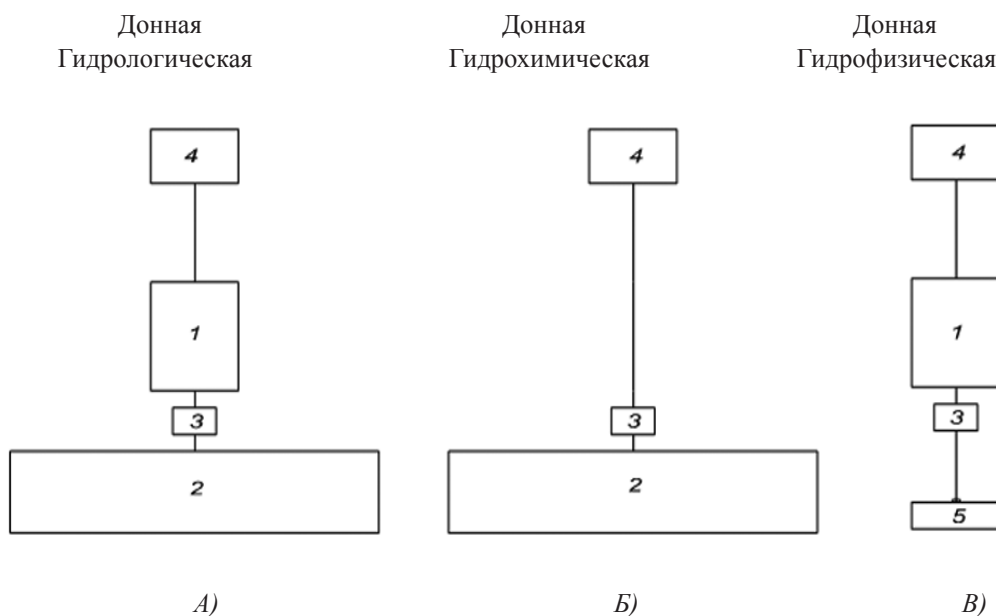 Донная
Гидрологическая
Донная
Гидрохимическая
Донная
Гидрофизическая
4
1
3
2
4
3
2
4
1
3
5
А)
Б)
В)